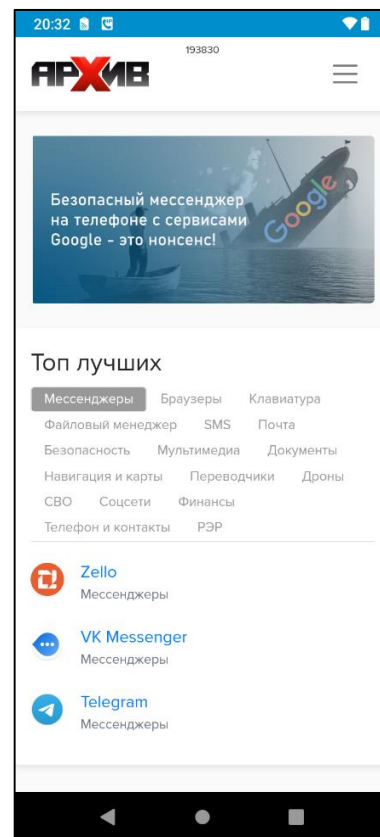 20:32
193830
АРХИВ
Безопасный мессенджер
на телефоне с сервисами
Google - это нонсенс!
Google
Топ лучших
Мессенджеры Браузеры Клавиатура
Файловый менеджер SMS Почта
Безопасность Мультимедиа Документы
Навигация и карты Переводчики Дроны
СВО Соцсети Финансы
Телефон и контакты РЭР
Zello
Мессенджеры
VK Messenger
Мессенджеры
Telegram
Мессенджеры